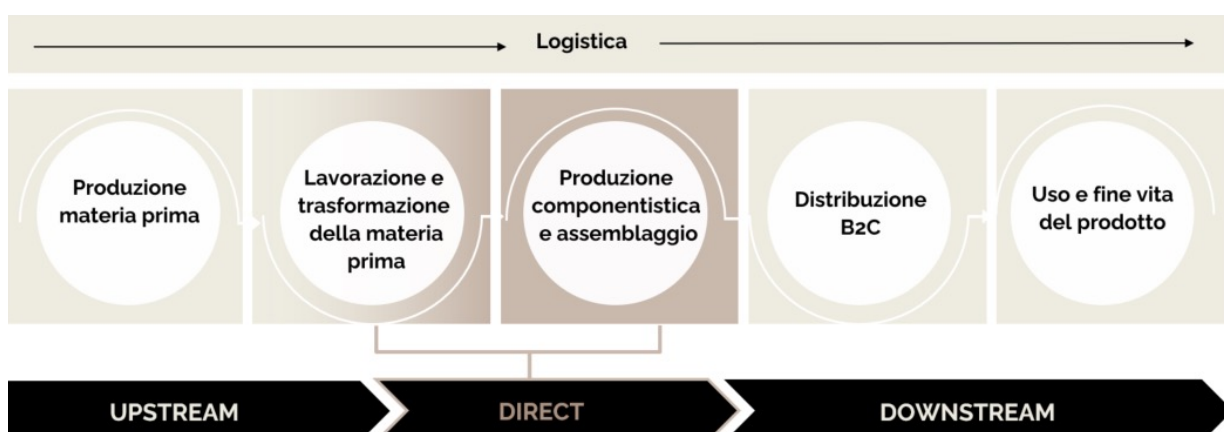 Logistica
Produzione
materia prima
Lavorazione e
trasformazione
della materia
prima
Produzione
componentistica
e assemblaggio
Distribuzione
B2C
Uso e fine vita
del prodotto
UPSTREAM
DIRECT
DOWNSTREAM